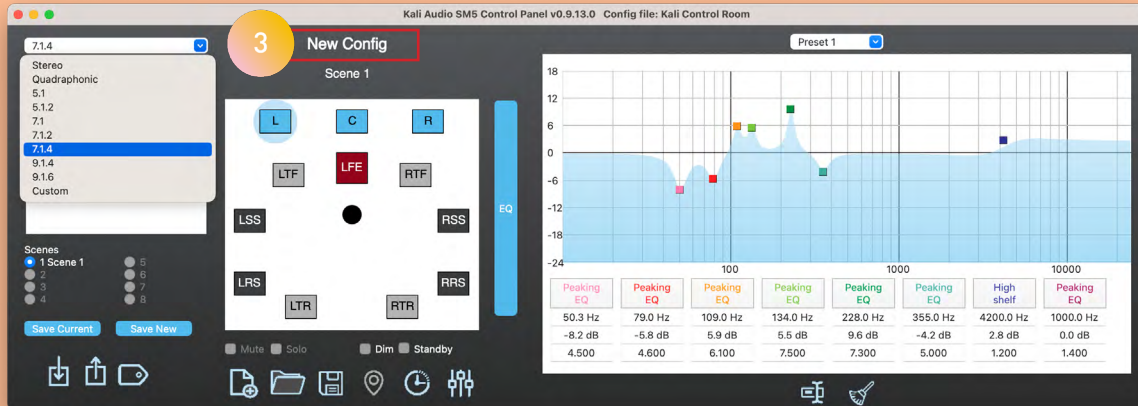 Kali Audio SM5 Control Panel v0.9.13.0 Config file: Kali Control Room
7.1.4
3
New Config
Preset 1
Stereo
Quadraphonic
5.1
5.1.2
7.1
7.1.2
7.1.4
9.1.4
9.1.6
Custom
Scene 1
L
C
R
LTF
LFE
RTF
LSS
RSS
LRS
RRS
LTR
RTR
EQ
18
12
6
0
-6
-12
-18
-24
100 1000 10000
Scenes
1 Scene 1
2
3
4
5
6
7
8
Save Current
Save New
Mute Solo Dim Standby
Peaking EQ Peaking EQ Peaking EQ Peaking EQ Peaking EQ Peaking EQ High shelf Peaking EQ
50.3 Hz 79.0 Hz 109.0 Hz 134.0 Hz 228.0 Hz 355.0 Hz 4200.0 Hz 1000.0 Hz
-8.2 dB -5.8 dB 5.9 dB 5.5 dB 9.6 dB -4.2 dB 2.8 dB 0.0 dB
4.500 4.600 6.100 7.500 7.300 5.000 1.200 1.400